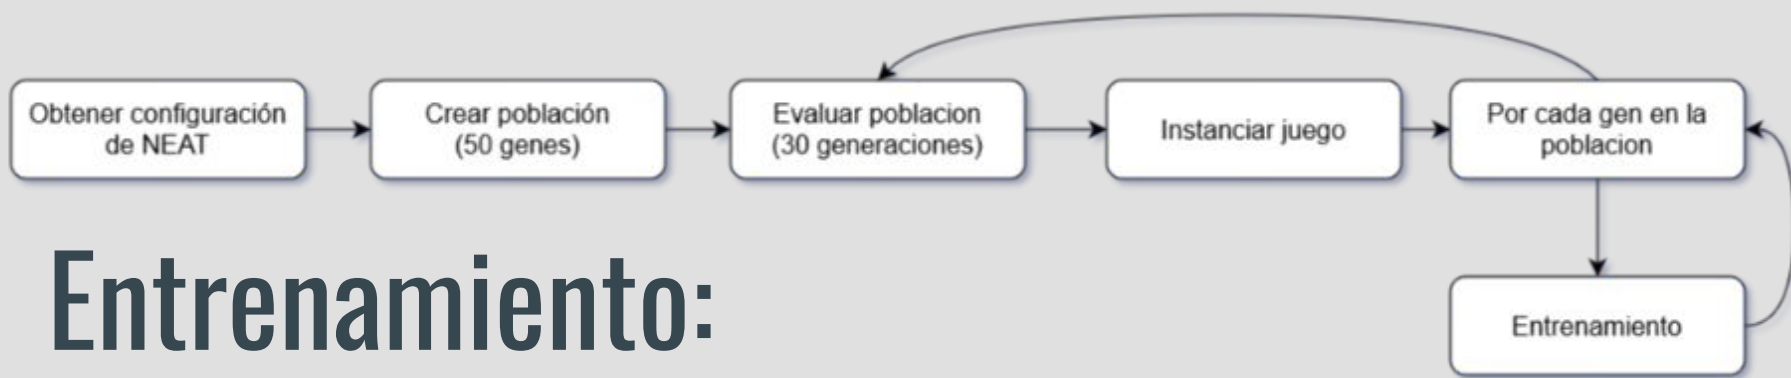 Obtener configuración
de NEAT
Crear población
(50 genes)
Evaluar poblacion
(30 generaciones)
Instanciar juego
Por cada gen en la
poblacion
Entrenamiento
Entrenamiento: